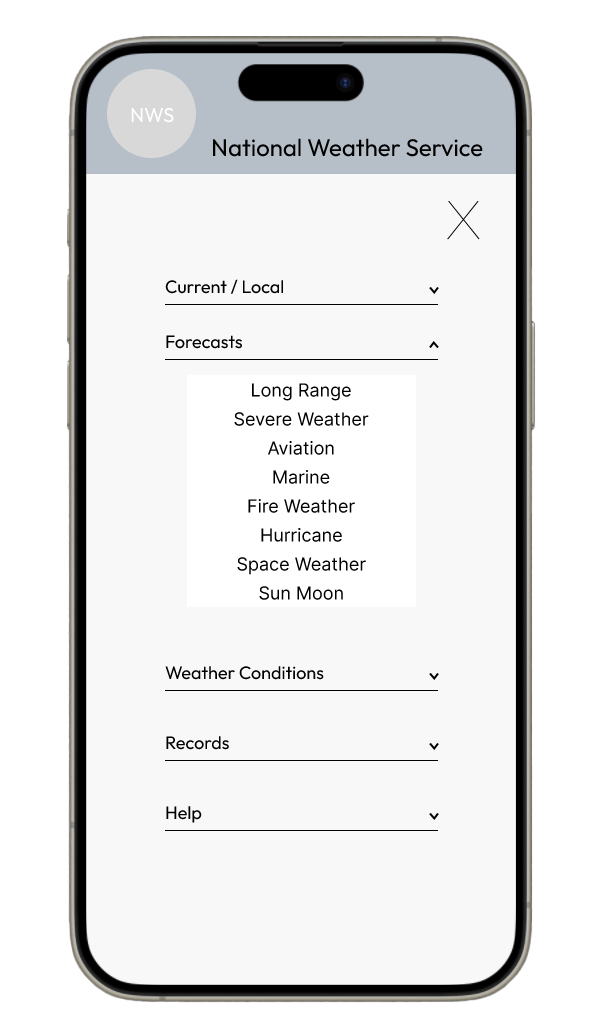 NWS
National Weather Service
Current / Local
Forecasts
Long Range
Severe Weather
Aviation
Marine
Fire Weather
Hurricane
Space Weather
Sun Moon
Weather Conditions
Records
Help